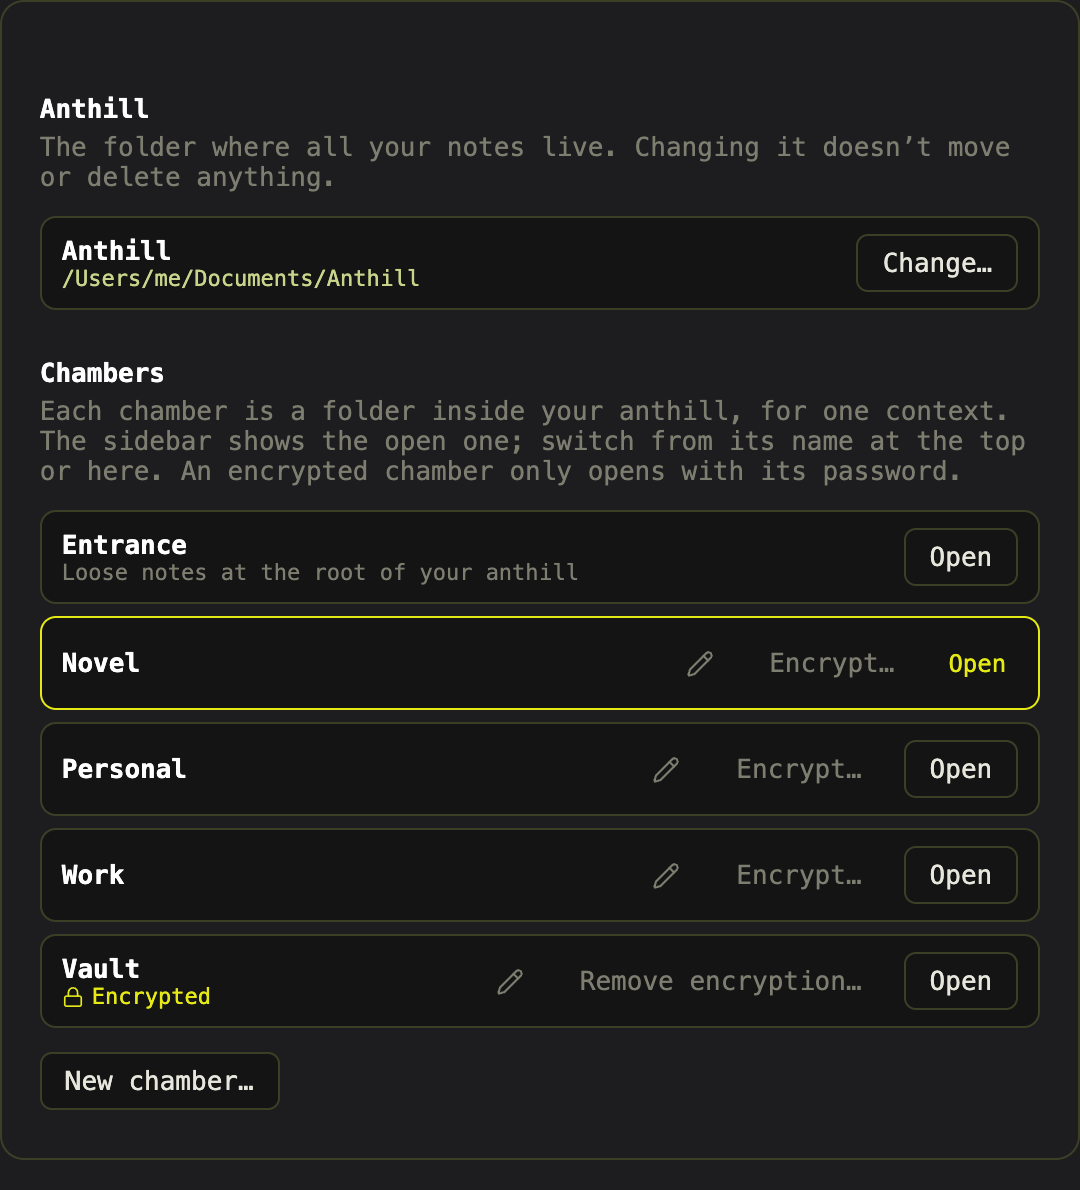 Anthill
The folder where all your notes live. Changing it doesn’t move
or delete anything.
Anthill
/Users/me/Documents/Anthill
Change…
Chambers
Each chamber is a folder inside your anthill, for one context.
The sidebar shows the open one; switch from its name at the top
or here. An encrypted chamber only opens with its password.
Entrance
Loose notes at the root of your anthill
Open
Novel
Encrypt…
Open
Personal
Encrypt…
Open
Work
Encrypt…
Open
Vault
Encrypted
Remove encryption…
Open
New chamber…